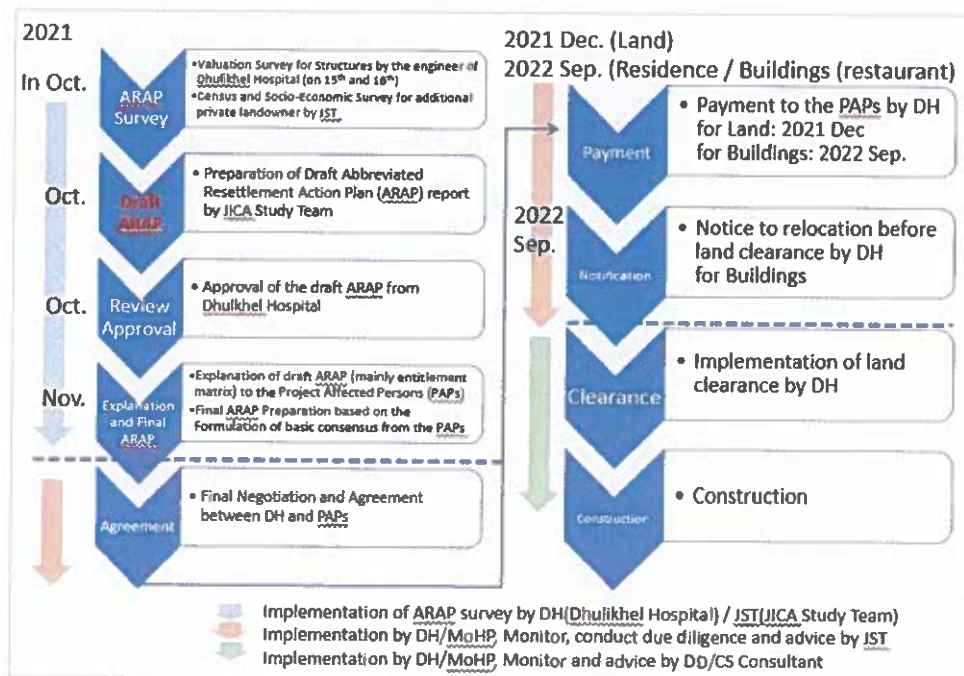 2021
In Oct.
ARAP
Survey
•Valuation Survey for Structures by the engineer of
Dhulikhel Hospital (on 15th and 16th)
•Census and Socio-Economic Survey for additional
private landowner by JST
Oct.
Draft
ARAP
• Preparation of Draft Abbreviated
Resettlement Action Plan (ARAP) report
by JICA Study Team
Oct.
Review
Approval
• Approval of the draft ARAP from
Dhulkhel Hospital
Nov.
Explanation
and Final
ARAP
•Explanation of draft ARAP (mainly entitlement
matrix) to the Project Affected Persons (PAPs)
•Final ARAP Preparation based on the
Formulation of basic consensus from the PAPs
Agreement
• Final Negotiation and Agreement
between DH and PAPs
2021 Dec. (Land)
2022 Sep. (Residence / Buildings (restaurant)
Payment
• Payment to the PAPs by DH
for Land: 2021 Dec
for Buildings: 2022 Sep.
2022
Sep.
Notification
• Notice to relocation before
land clearance by DH
for Buildings
Clearance
• Implementation of land
clearance by DH
Construction
• Construction
Implementation of ARAP survey by DH(Dhulikhel Hospital) / JST(JICA Study Team)
Implementation by DH/MoHP, Monitor, conduct due diligence and advice by JST
Implementation by DH/MoHP, Monitor and advice by DD/CS Consultant